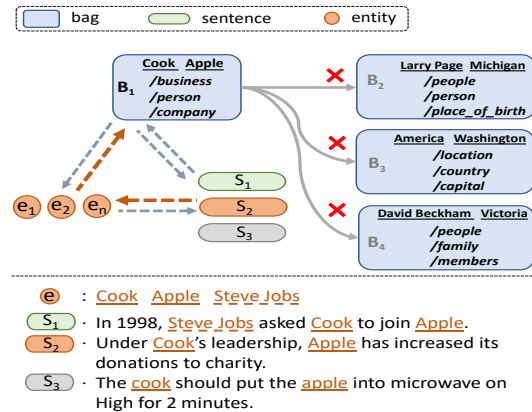 bag sentence entity
Cook Apple
B1
/business
/person
/company
Larry Page Michigan
B2
/people
/person
/place_of_birth
America Washington
B3
/location
/country
/capital
David Beckham Victoria
B4
/people
/family
/members
e1 e2 en
S1
S2
S3
e : Cook Apple Steve Jobs
S1 : In 1998, Steve Jobs asked Cook to join Apple.
S2 : Under Cook's leadership, Apple has increased its
donations to charity.
S3 : The cook should put the apple into microwave on
High for 2 minutes.